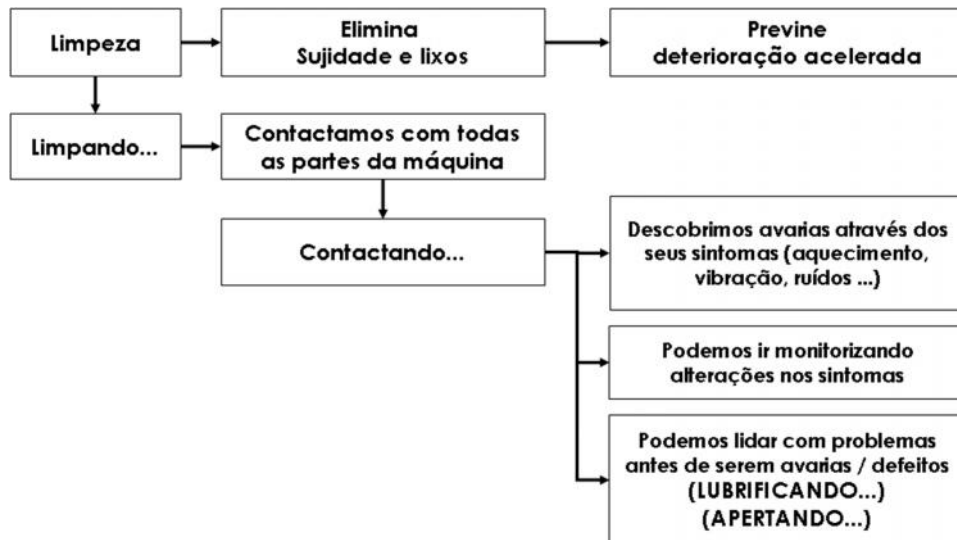 Limpeza
Elimina
Sujidade e lixos
Previne
deterioração acelerada
Limpando...
Contactamos com todas
as partes da máquina
Contactando...
Descobrimos avarias através dos
seus sintomas (aquecimento,
vibração, ruídos ...)
Podemos ir monitorizando
alterações nos sintomas
Podemos lidar com problemas
antes de serem avarias / defeitos
(LUBRIFICANDO...)
(APERTANDO...)